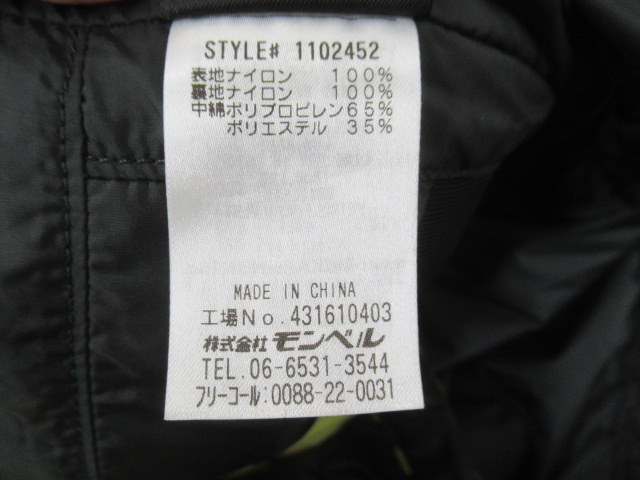 STYLE# 1102452
表地ナイロン 100%
裏地ナイロン 100%
中綿ポリプロピレン 65%
ポリエステル 35%
MADE IN CHINA
工場No.431610403
株式会社 モンベル
TEL.06-6531-3544
フリーコール:0088-22-0031